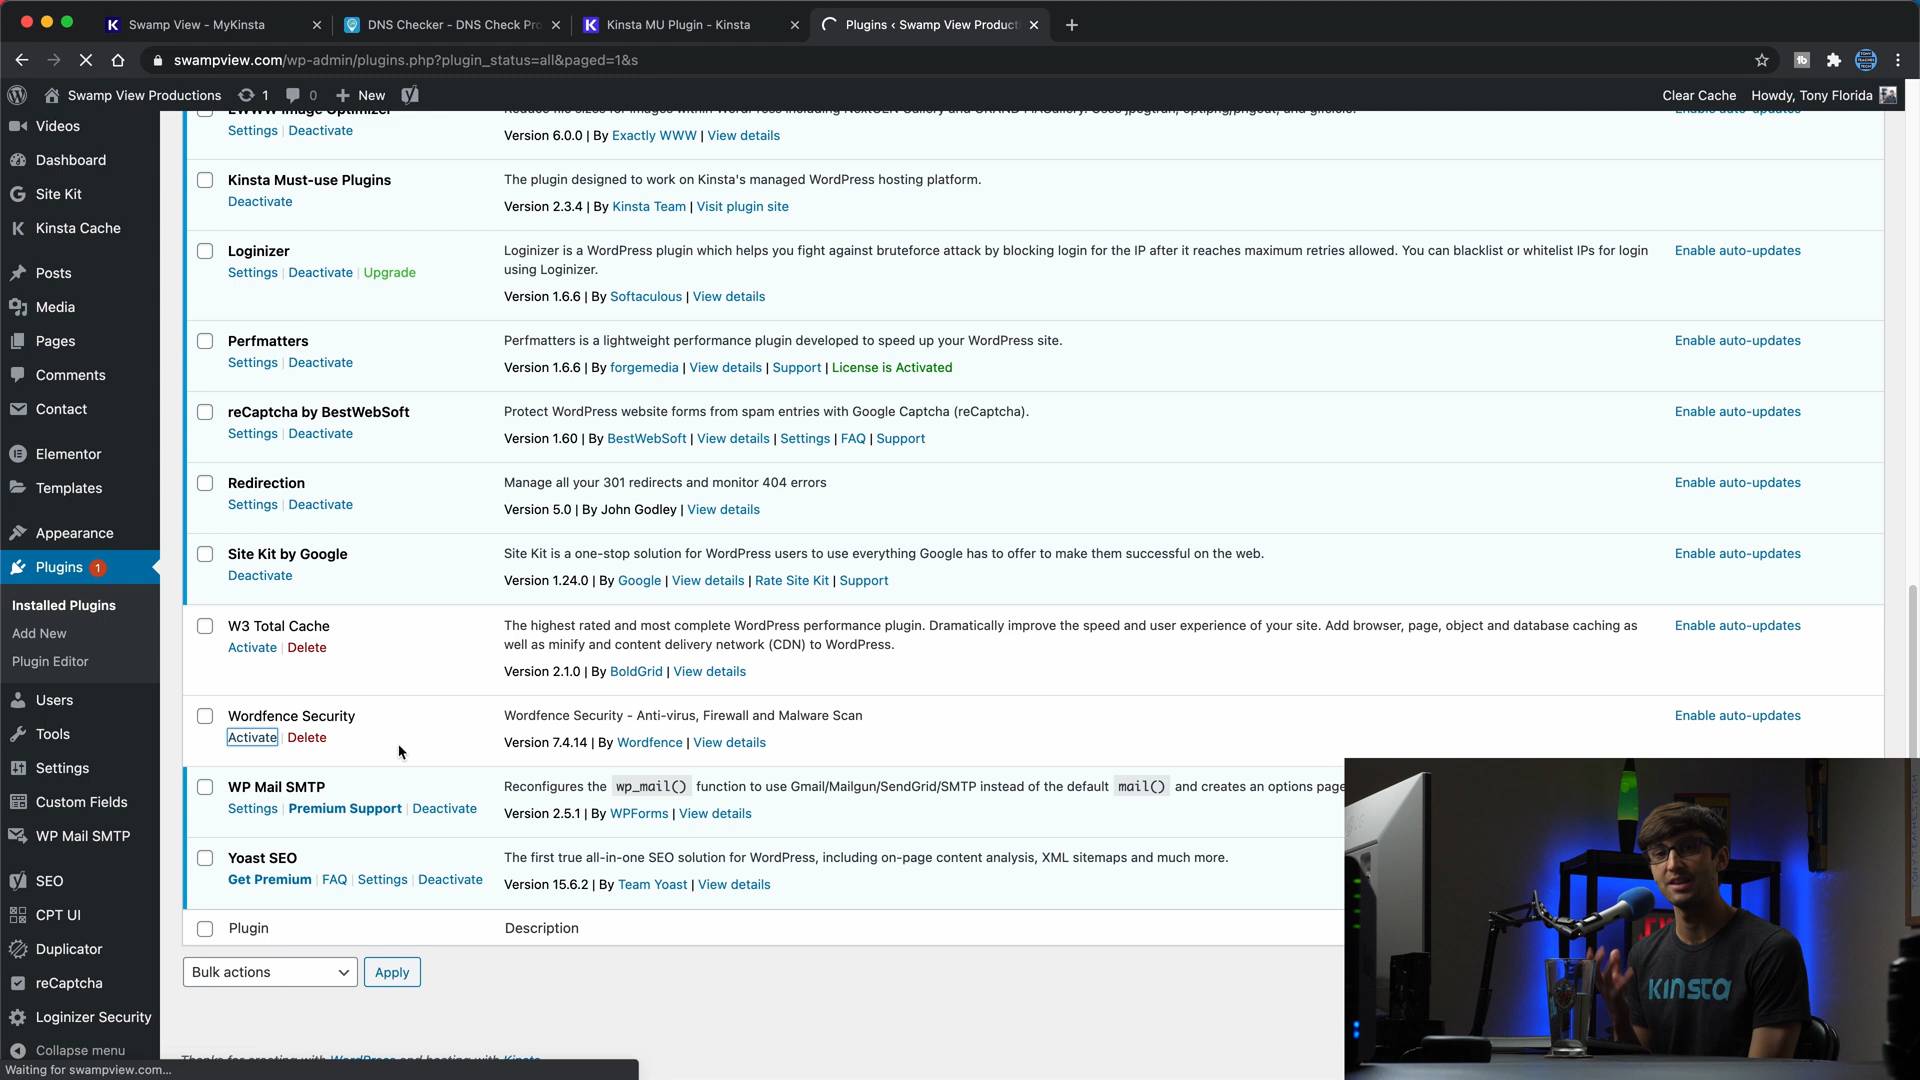 Swamp View - MyKinsta
DNS Checker - DNS Check Pro
Kinsta MU Plugin - Kinsta
Plugins ‹ Swamp View Product
swampview.com/wp-admin/plugins.php?plugin_status=all&paged=1&s
Swamp View Productions 1 0 New
Clear Cache Howdy, Tony Florida
Videos
Dashboard
Site Kit
Kinsta Cache
Posts
Media
Pages
Comments
Contact
Elementor
Templates
Appearance
Plugins 1
Installed Plugins
Add New
Plugin Editor
Users
Tools
Settings
Custom Fields
WP Mail SMTP
SEO
CPT UI
Duplicator
reCaptcha
Loginizer Security
Collapse menu
EWWW Image Optimizer
Settings | Deactivate
Version 6.0.0 | By Exactly WWW | View details
Kinsta Must-use Plugins
Deactivate
The plugin designed to work on Kinsta's managed WordPress hosting platform.
Version 2.3.4 | By Kinsta Team | Visit plugin site
Loginizer
Settings | Deactivate | Upgrade
Loginizer is a WordPress plugin which helps you fight against bruteforce attack by blocking login for the IP after it reaches maximum retries allowed. You can blacklist or whitelist IPs for login
using Loginizer.
Version 1.6.6 | By Softaculous | View details
Enable auto-updates
Perfmatters
Settings | Deactivate
Perfmatters is a lightweight performance plugin developed to speed up your WordPress site.
Version 1.6.6 | By forgemedia | View details | Support | License is Activated
Enable auto-updates
reCaptcha by BestWebSoft
Settings | Deactivate
Protect WordPress website forms from spam entries with Google Captcha (reCaptcha).
Version 1.60 | By BestWebSoft | View details | Settings | FAQ | Support
Enable auto-updates
Redirection
Settings | Deactivate
Manage all your 301 redirects and monitor 404 errors
Version 5.0 | By John Godley | View details
Enable auto-updates
Site Kit by Google
Deactivate
Site Kit is a one-stop solution for WordPress users to use everything Google has to offer to make them successful on the web.
Version 1.24.0 | By Google | View details | Rate Site Kit | Support
Enable auto-updates
W3 Total Cache
Activate | Delete
The highest rated and most complete WordPress performance plugin. Dramatically improve the speed and user experience of your site. Add browser, page, object and database caching as
well as minify and content delivery network (CDN) to WordPress.
Version 2.1.0 | By BoldGrid | View details
Enable auto-updates
Wordfence Security
Activate | Delete
Wordfence Security - Anti-virus, Firewall and Malware Scan
Version 7.4.14 | By Wordfence | View details
Enable auto-updates
WP Mail SMTP
Settings | Premium Support | Deactivate
Reconfigures the wp_mail() function to use Gmail/Mailgun/SendGrid/SMTP instead of the default mail() and creates an options page
Version 2.5.1 | By WPForms | View details
Yoast SEO
Get Premium | FAQ | Settings | Deactivate
The first true all-in-one SEO solution for WordPress, including on-page content analysis, XML sitemaps and much more.
Version 15.6.2 | By Team Yoast | View details
Plugin
Description
Bulk actions
Apply
Thanks for creating with WordPress and hosting with Kinsta
Waiting for swampview.com...
KINSTA